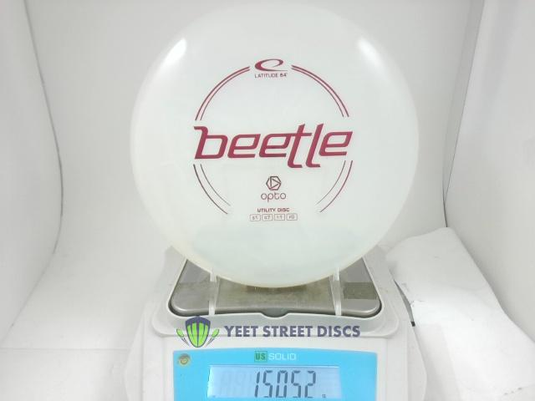 LATITUDE 64°
beetle
opto
UTILITY DISC
YEET STREET DISCS
US SOLID
150.52 g